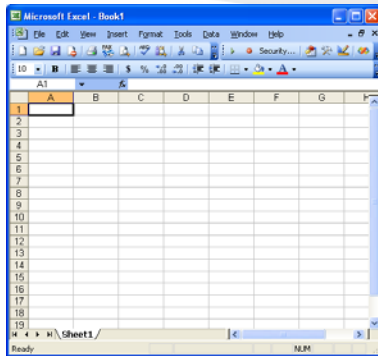 Microsoft Excel - Book1
File Edit View Insert Format Tools Data Window Help
Security...
10 B $ % A
A1 fx
A B C D E F G H
1
2
3
4
5
6
7
8
9
10
11
12
13
14
15
16
17
18
19
Sheet1
Ready NUM